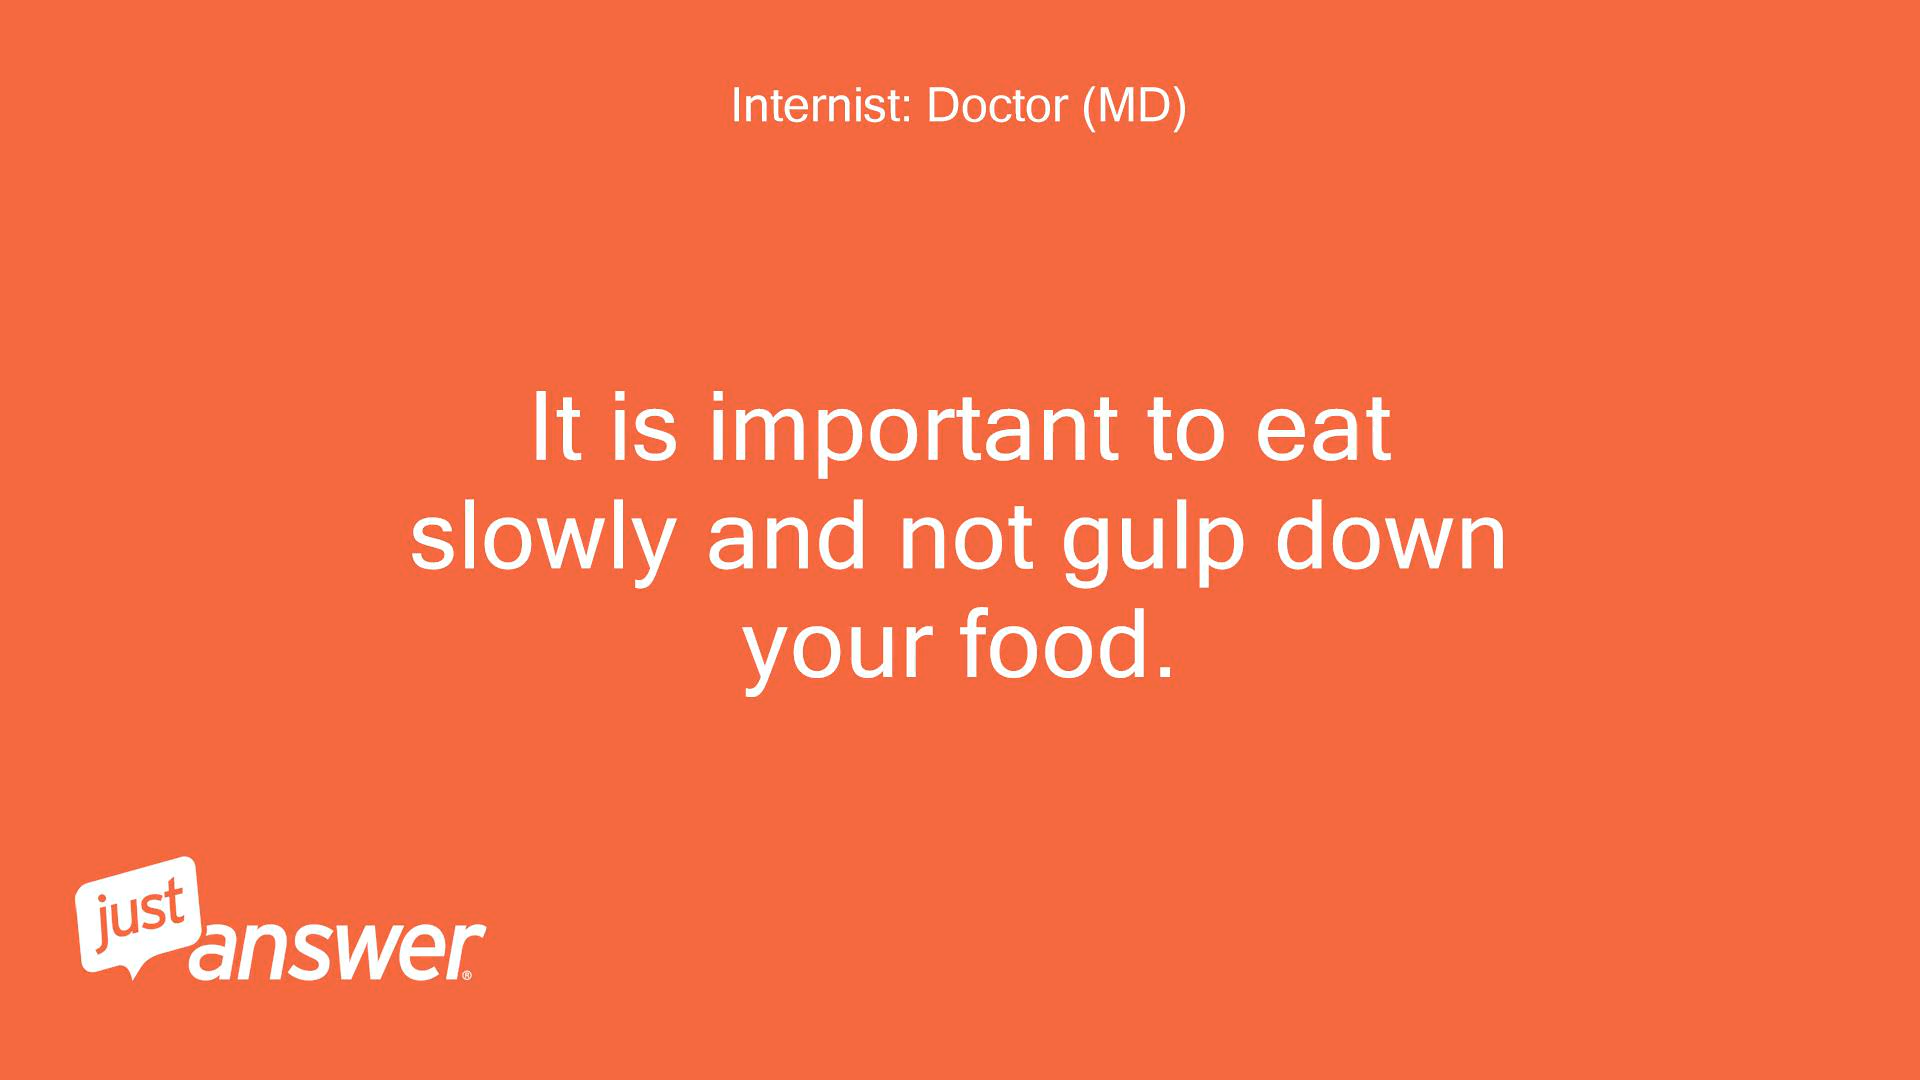 Internist: Doctor (MD)
It is important to eat
slowly and not gulp down
your food.
just
answer®